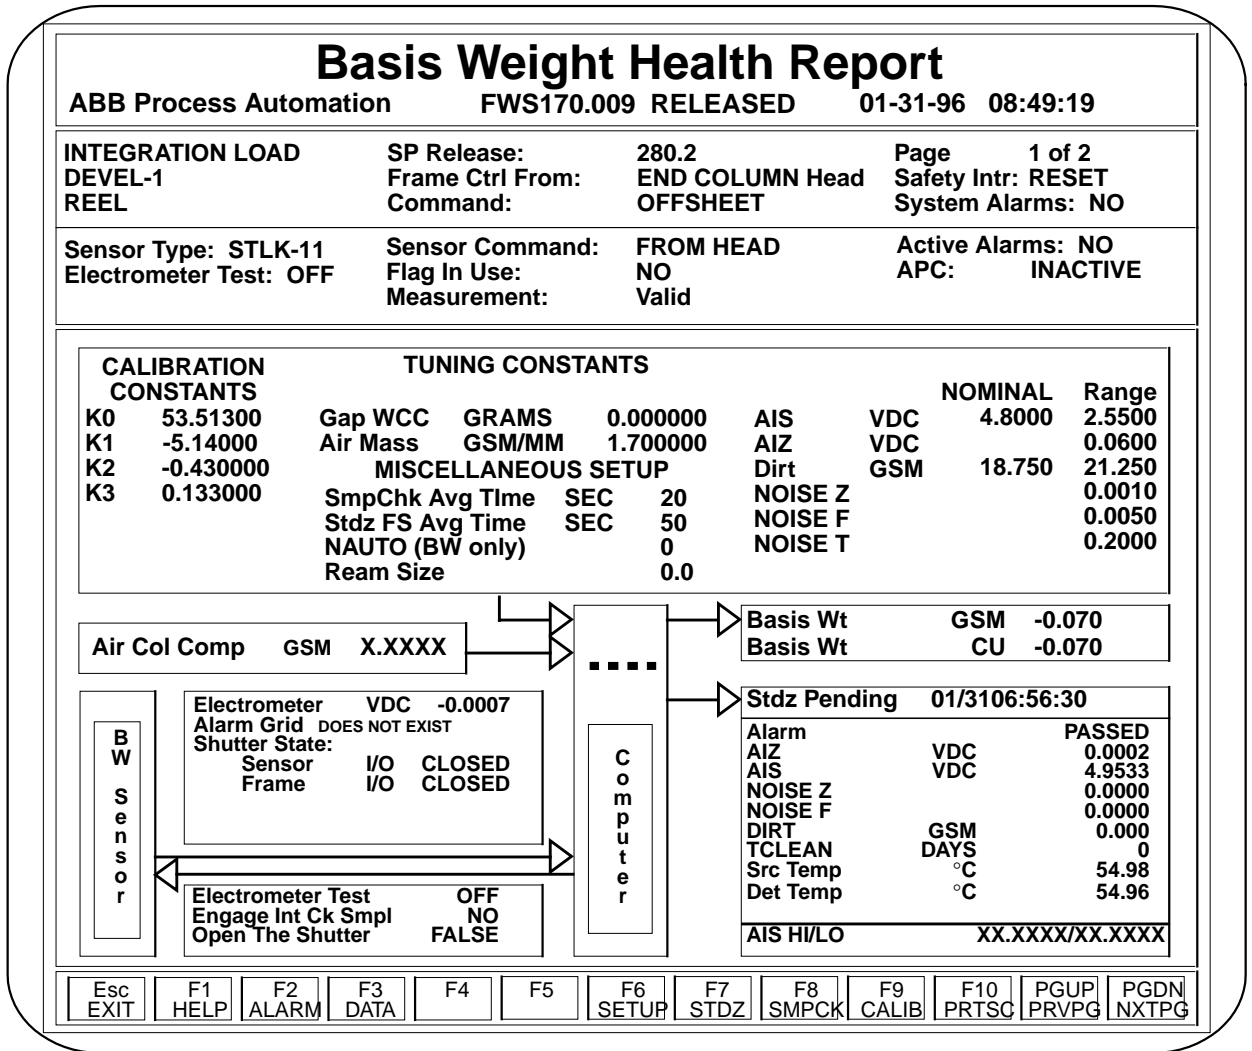 Basis Weight Health Report
ABB Process Automation FWS170.009 RELEASED 01-31-96 08:49:19
INTEGRATION LOAD SP Release: 280.2 Page 1 of 2
DEVEL-1 Frame Ctrl From: END COLUMN Head Safety Intr: RESET
REEL Command: OFFSHEET System Alarms: NO
Sensor Type: STLK-11 Sensor Command: FROM HEAD Active Alarms: NO
Electrometer Test: OFF Flag In Use: NO APC: INACTIVE
Measurement: Valid
CALIBRATION TUNING CONSTANTS
CONSTANTS NOMINAL Range
K0 53.51300 Gap WCC GRAMS 0.000000 AIS VDC 4.8000 2.5500
K1 -5.14000 Air Mass GSM/MM 1.700000 AIZ VDC 0.0600
K2 -0.430000 MISCELLANEOUS SETUP Dirt GSM 18.750 21.250
K3 0.133000 SmpChk Avg TIme SEC 20 NOISE Z 0.0010
Stdz FS Avg Time SEC 50 NOISE F 0.0050
NAUTO (BW only) 0 NOISE T 0.2000
Ream Size 0.0
Air Col Comp GSM X.XXXX
Basis Wt GSM -0.070
Basis Wt CU -0.070
BW Sensor
Electrometer VDC -0.0007
Alarm Grid DOES NOT EXIST
Shutter State:
Sensor I/O CLOSED
Frame I/O CLOSED
Electrometer Test OFF
Engage Int Ck Smpl NO
Open The Shutter FALSE
Computer
Stdz Pending 01/3106:56:30
Alarm PASSED
AIZ VDC 0.0002
AIS VDC 4.9533
NOISE Z 0.0000
NOISE F 0.0000
DIRT GSM 0.000
TCLEAN DAYS 0
Src Temp °C 54.98
Det Temp °C 54.96
AIS HI/LO XX.XXXX/XX.XXXX
Esc F1 F2 F3 F4 F5 F6 F7 F8 F9 F10 PGUP PGDN
EXIT HELP ALARM DATA SETUP STDZ SMPCK CALIB PRTSC PRVPG NXTPG